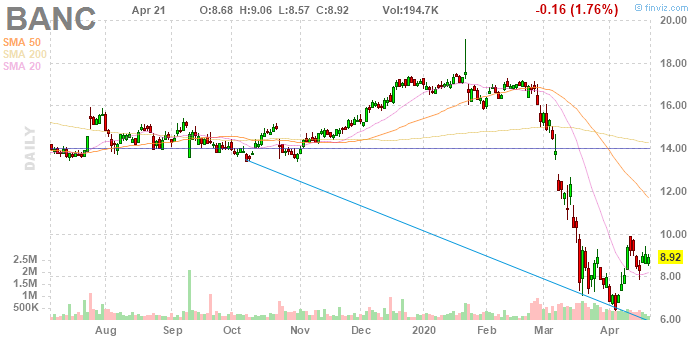 BANC Apr 21 O:8.68 H:9.06 L:8.57 C:8.92 Vol:194.7K -0.16 (1.76%) © finviz.com
SMA 50
SMA 200
SMA 20
DAILY
20.00
18.00
16.00
14.00
12.00
10.00
8.92
8.00
6.00
2.5M
2M
1.5M
1M
500K
Aug Sep Oct Nov Dec 2020 Feb Mar Apr